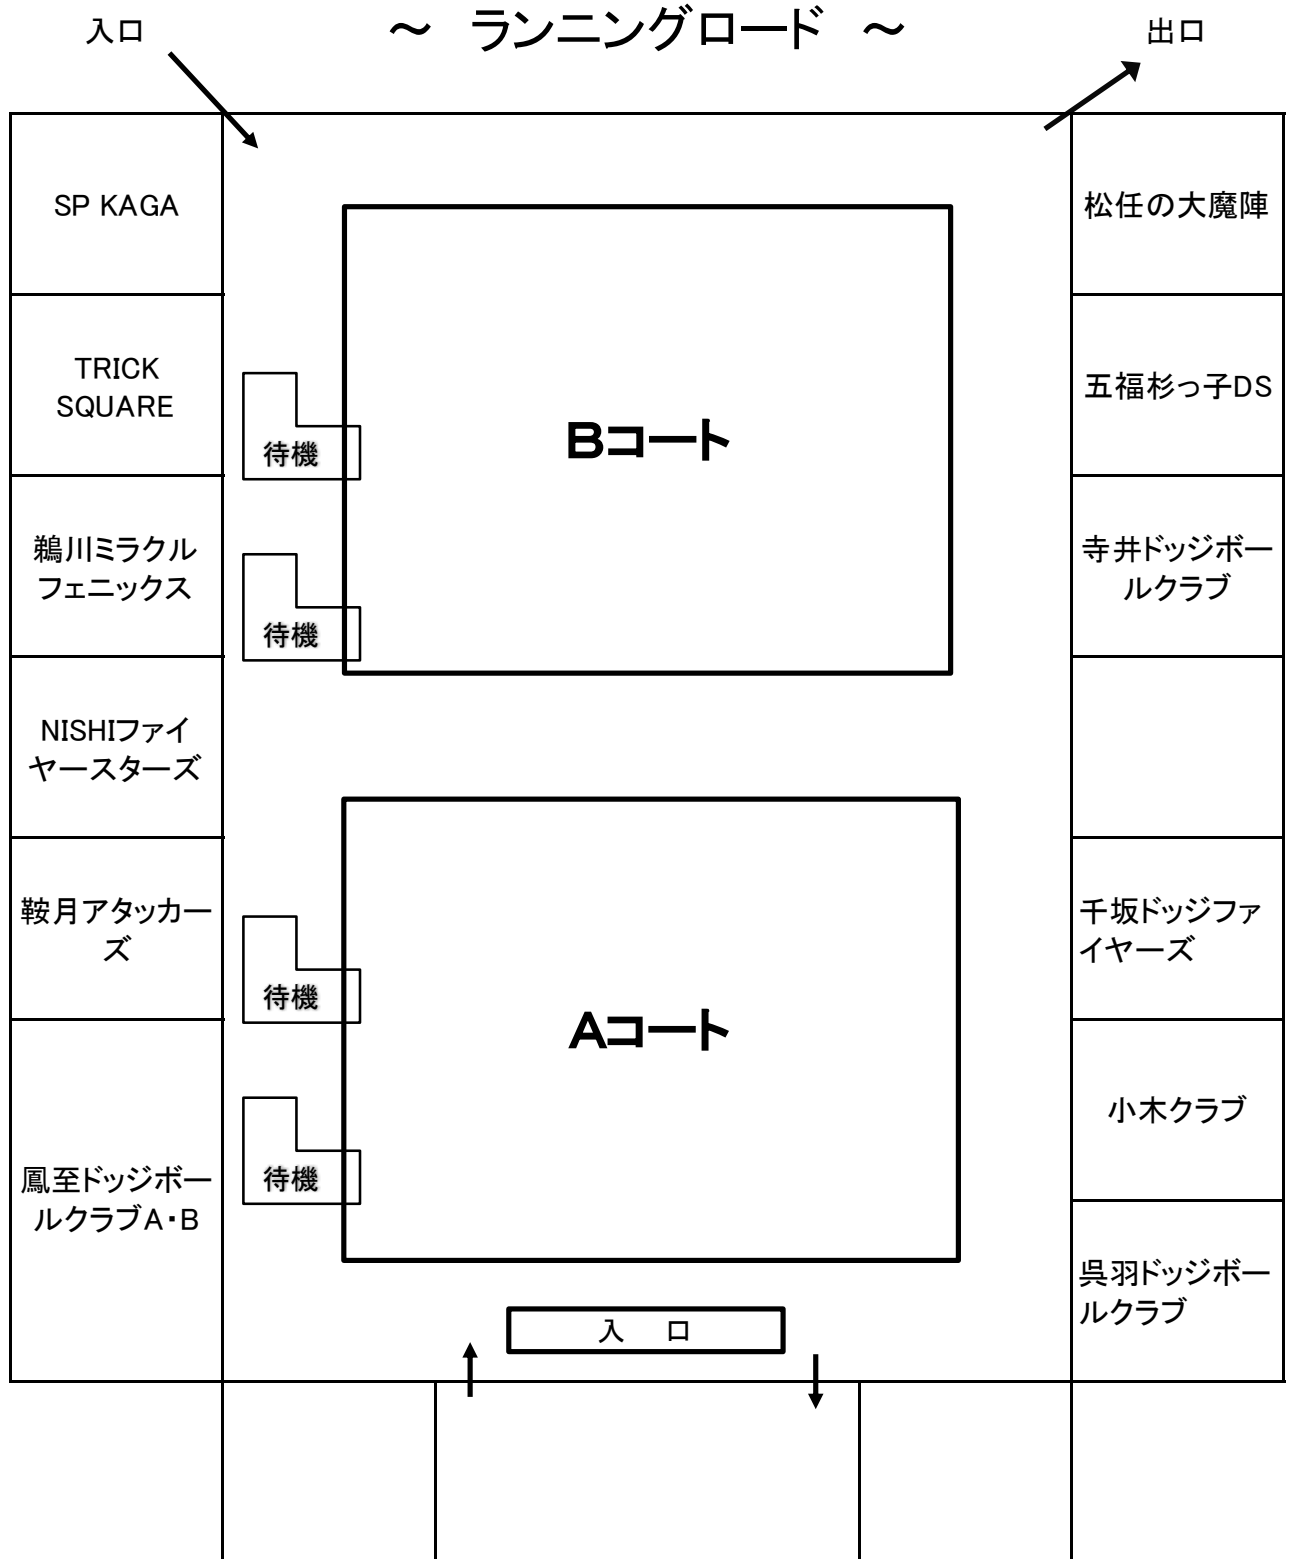 入口
～ ランニングロード ～
出口
SP KAGA
松任の大魔陣
TRICK
SQUARE
待機
Bコート
五福杉っ子DS
鵜川ミラクル
フェニックス
待機
寺井ドッジボー
ルクラブ
NISHIファイ
ヤースターズ
鞍月アタッカー
ズ
待機
Aコート
千坂ドッジファ
イヤーズ
小木クラブ
鳳至ドッジボー
ルクラブA・B
待機
呉羽ドッジボー
ルクラブ
入 口